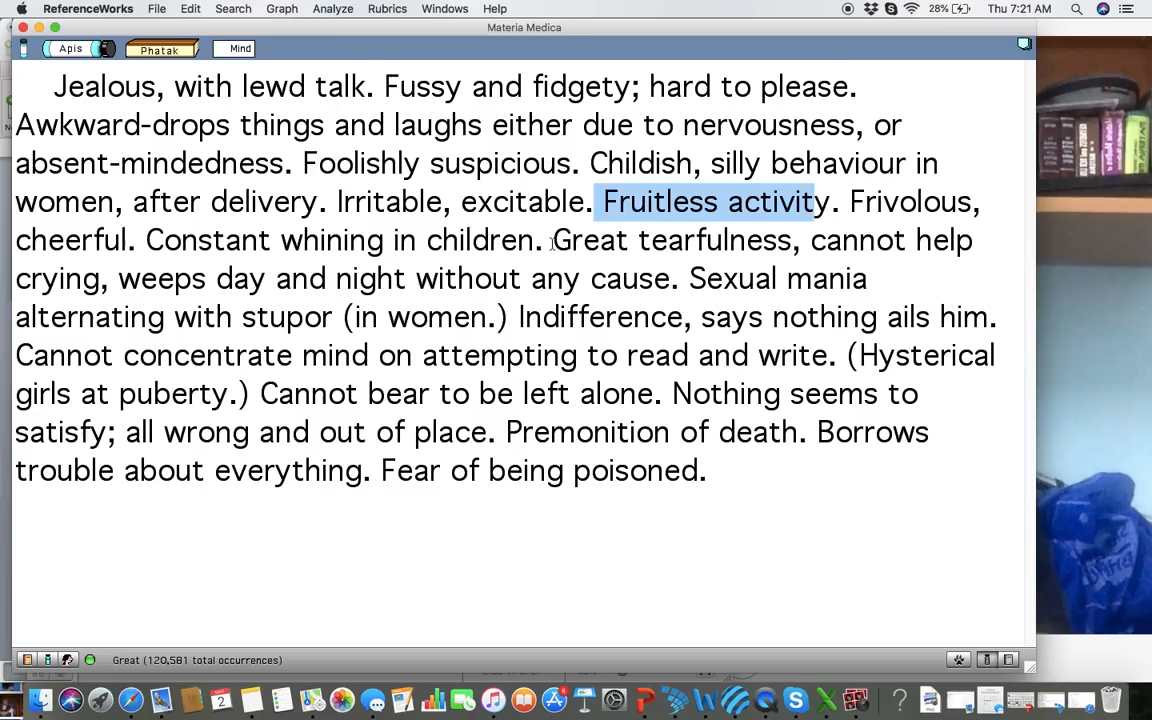 ReferenceWorks File Edit Search Graph Analyze Rubrics Windows Help 28% Thu 7:21 AM
Materia Medica
Apis Phatak Mind
Jealous, with lewd talk. Fussy and fidgety; hard to please.
Awkward-drops things and laughs either due to nervousness, or
absent-mindedness. Foolishly suspicious. Childish, silly behaviour in
women, after delivery. Irritable, excitable. Fruitless activity. Frivolous,
cheerful. Constant whining in children. Great tearfulness, cannot help
crying, weeps day and night without any cause. Sexual mania
alternating with stupor (in women.) Indifference, says nothing ails him.
Cannot concentrate mind on attempting to read and write. (Hysterical
girls at puberty.) Cannot bear to be left alone. Nothing seems to
satisfy; all wrong and out of place. Premonition of death. Borrows
trouble about everything. Fear of being poisoned.
Great (120,581 total occurrences)